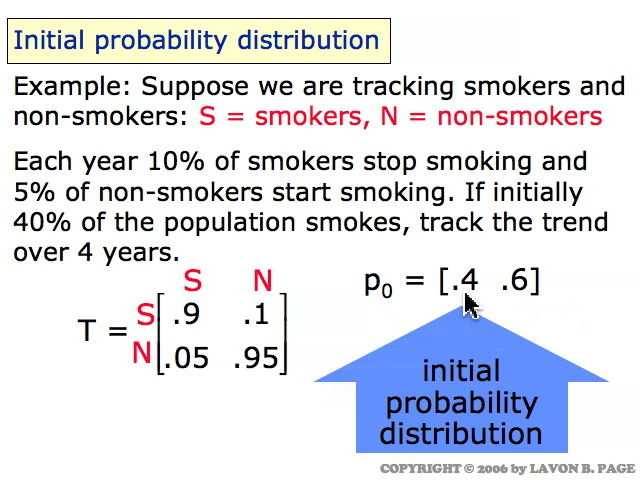 Initial probability distribution
Example: Suppose we are tracking smokers and
non-smokers: S = smokers, N = non-smokers
Each year 10% of smokers stop smoking and
5% of non-smokers start smoking. If initially
40% of the population smokes, track the trend
over 4 years.
S N
T = S [.9 .1
N .05 .95]
p0 = [.4 .6]
initial
probability
distribution
COPYRIGHT © 2006 by LAVON B. PAGE